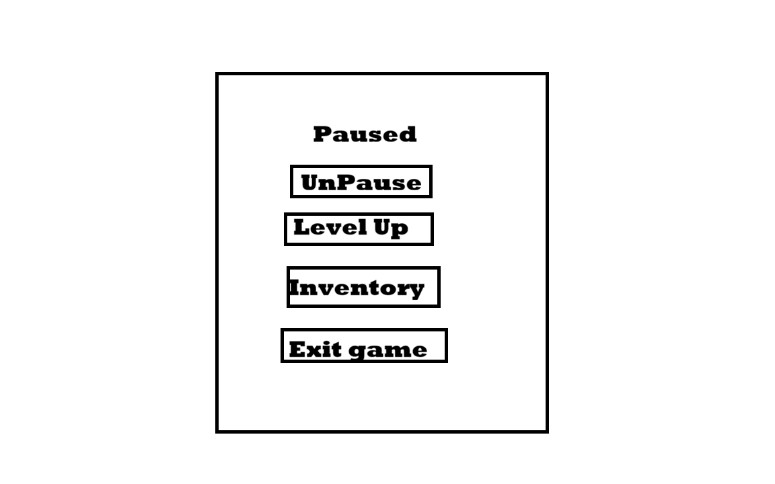 Paused
UnPause
Level Up
Inventory
Exit game